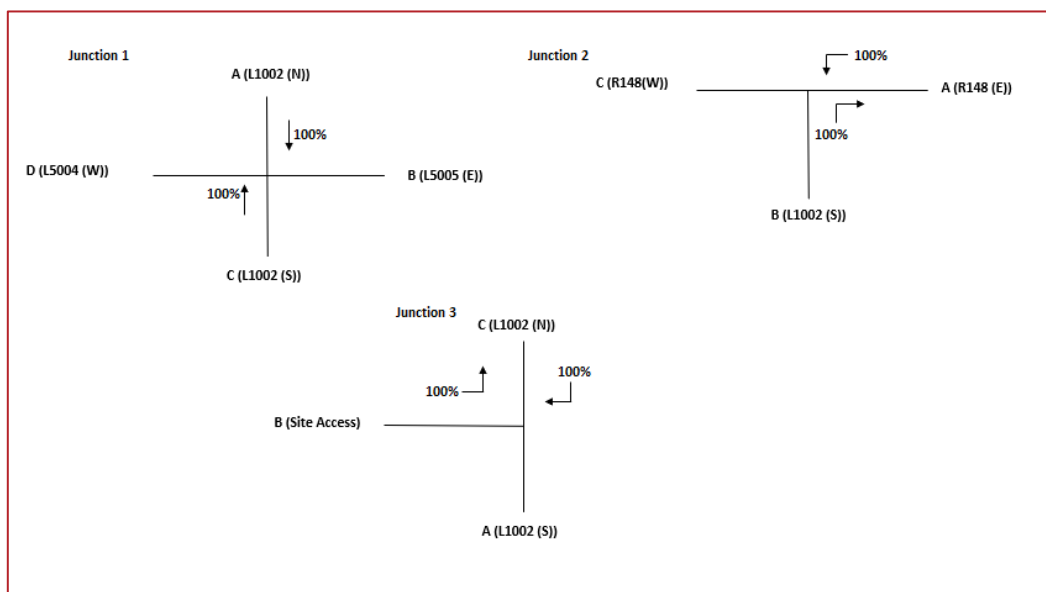 Junction 1
A (L1002 (N))
100%
D (L5004 (W))
B (L5005 (E))
100%
C (L1002 (S))
Junction 2
100%
C (R148(W))
A (R148 (E))
100%
B (L1002 (S))
Junction 3
C (L1002 (N))
100%
100%
B (Site Access)
A (L1002 (S))